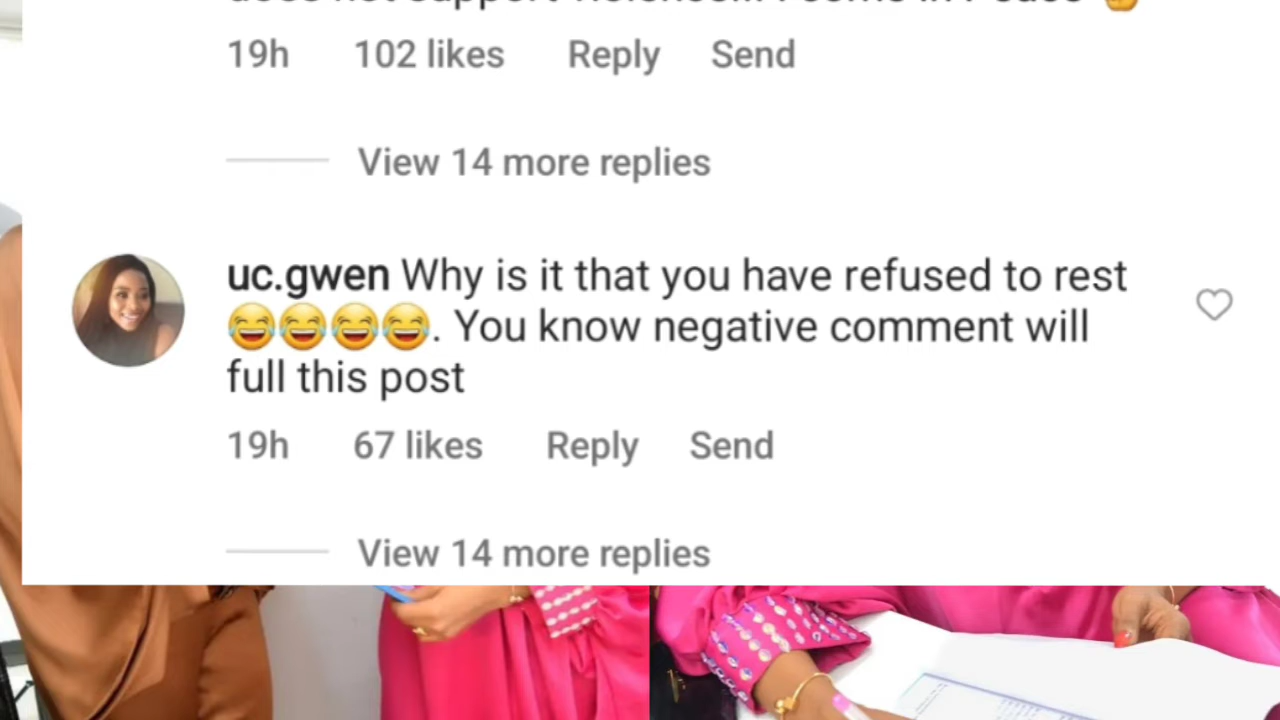 19h 102 likes Reply Send
View 14 more replies
uc.gwen Why is it that you have refused to rest
😂😂😂😂. You know negative comment will
full this post
19h 67 likes Reply Send
View 14 more replies